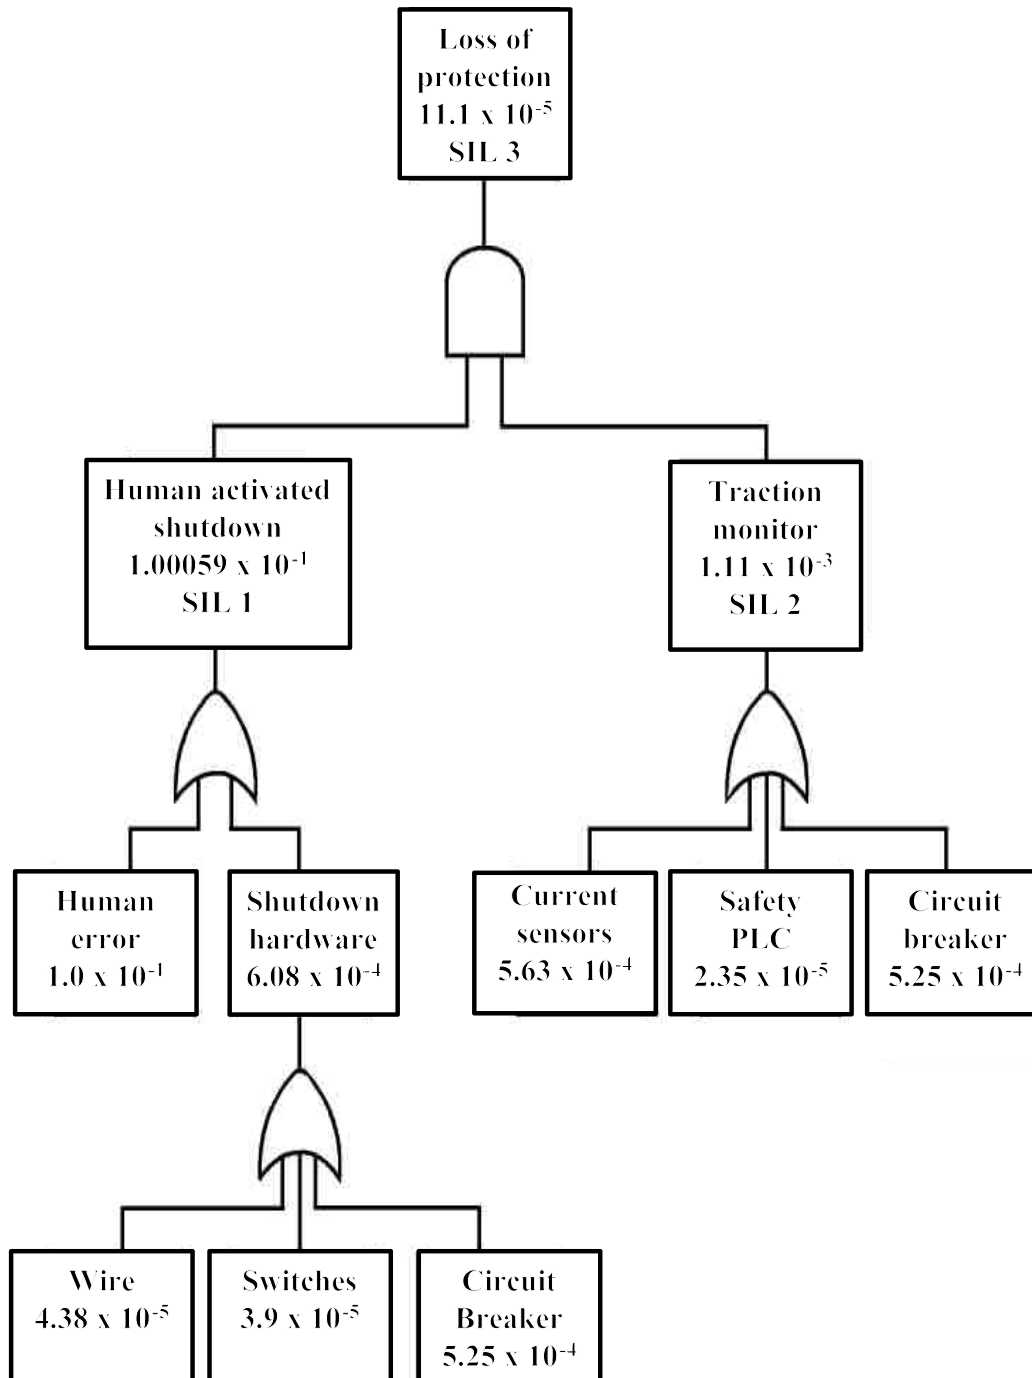 Loss of
protection
11.1 x 10⁻⁵
SIL 3
Human activated
shutdown
1.00059 x 10⁻¹
SIL 1
Traction
monitor
1.11 x 10⁻³
SIL 2
Human
error
1.0 x 10⁻¹
Shutdown
hardware
6.08 x 10⁻⁴
Current
sensors
5.63 x 10⁻⁴
Safety
PLC
2.35 x 10⁻⁵
Circuit
breaker
5.25 x 10⁻⁴
Wire
4.38 x 10⁻⁵
Switches
3.9 x 10⁻⁵
Circuit
Breaker
5.25 x 10⁻⁴